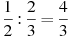 1/2 : 2/3 = 4/3